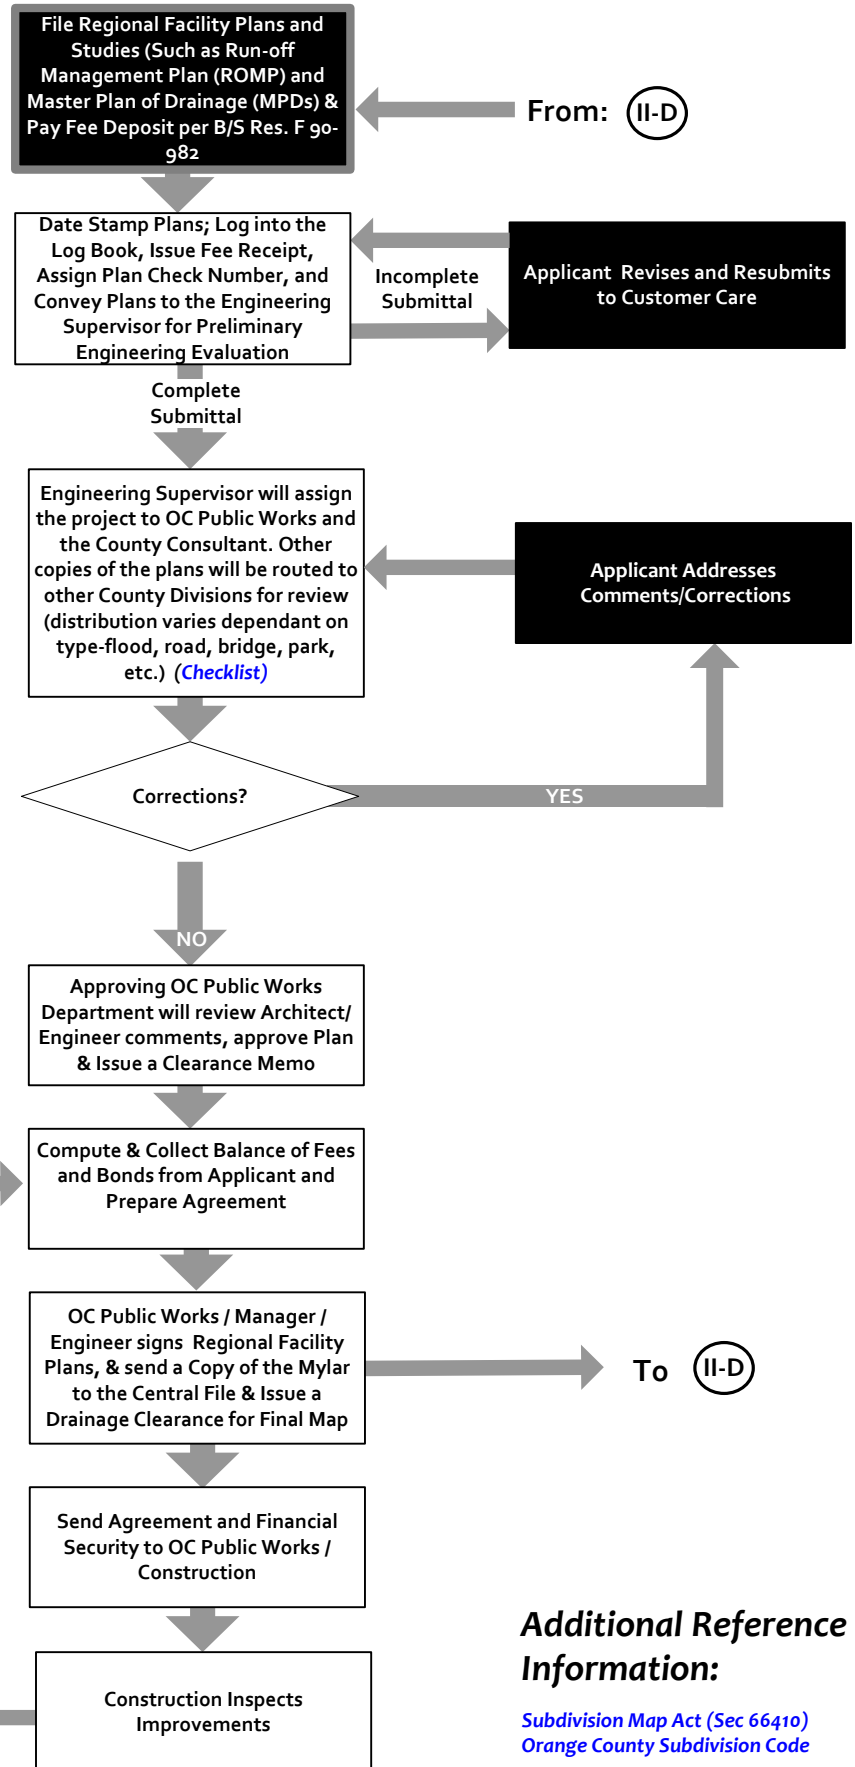 File Regional Facility Plans and
Studies (Such as Run-off
Management Plan (ROMP) and
Master Plan of Drainage (MPDs) &
Pay Fee Deposit per B/S Res. F 90-
982
From: II-D
Date Stamp Plans; Log into the
Log Book, Issue Fee Receipt,
Assign Plan Check Number, and
Convey Plans to the Engineering
Supervisor for Preliminary
Engineering Evaluation
Incomplete
Submittal
Applicant Revises and Resubmits
to Customer Care
Complete
Submittal
Engineering Supervisor will assign
the project to OC Public Works and
the County Consultant. Other
copies of the plans will be routed to
other County Divisions for review
(distribution varies dependant on
type-flood, road, bridge, park,
etc.) (Checklist)
Applicant Addresses
Comments/Corrections
Corrections?
YES
NO
Approving OC Public Works
Department will review Architect/
Engineer comments, approve Plan
& Issue a Clearance Memo
Compute & Collect Balance of Fees
and Bonds from Applicant and
Prepare Agreement
OC Public Works / Manager /
Engineer signs Regional Facility
Plans, & send a Copy of the Mylar
to the Central File & Issue a
Drainage Clearance for Final Map
To II-D
Send Agreement and Financial
Security to OC Public Works /
Construction
Construction Inspects
Improvements
Additional Reference
Information:
Subdivision Map Act (Sec 66410)
Orange County Subdivision Code